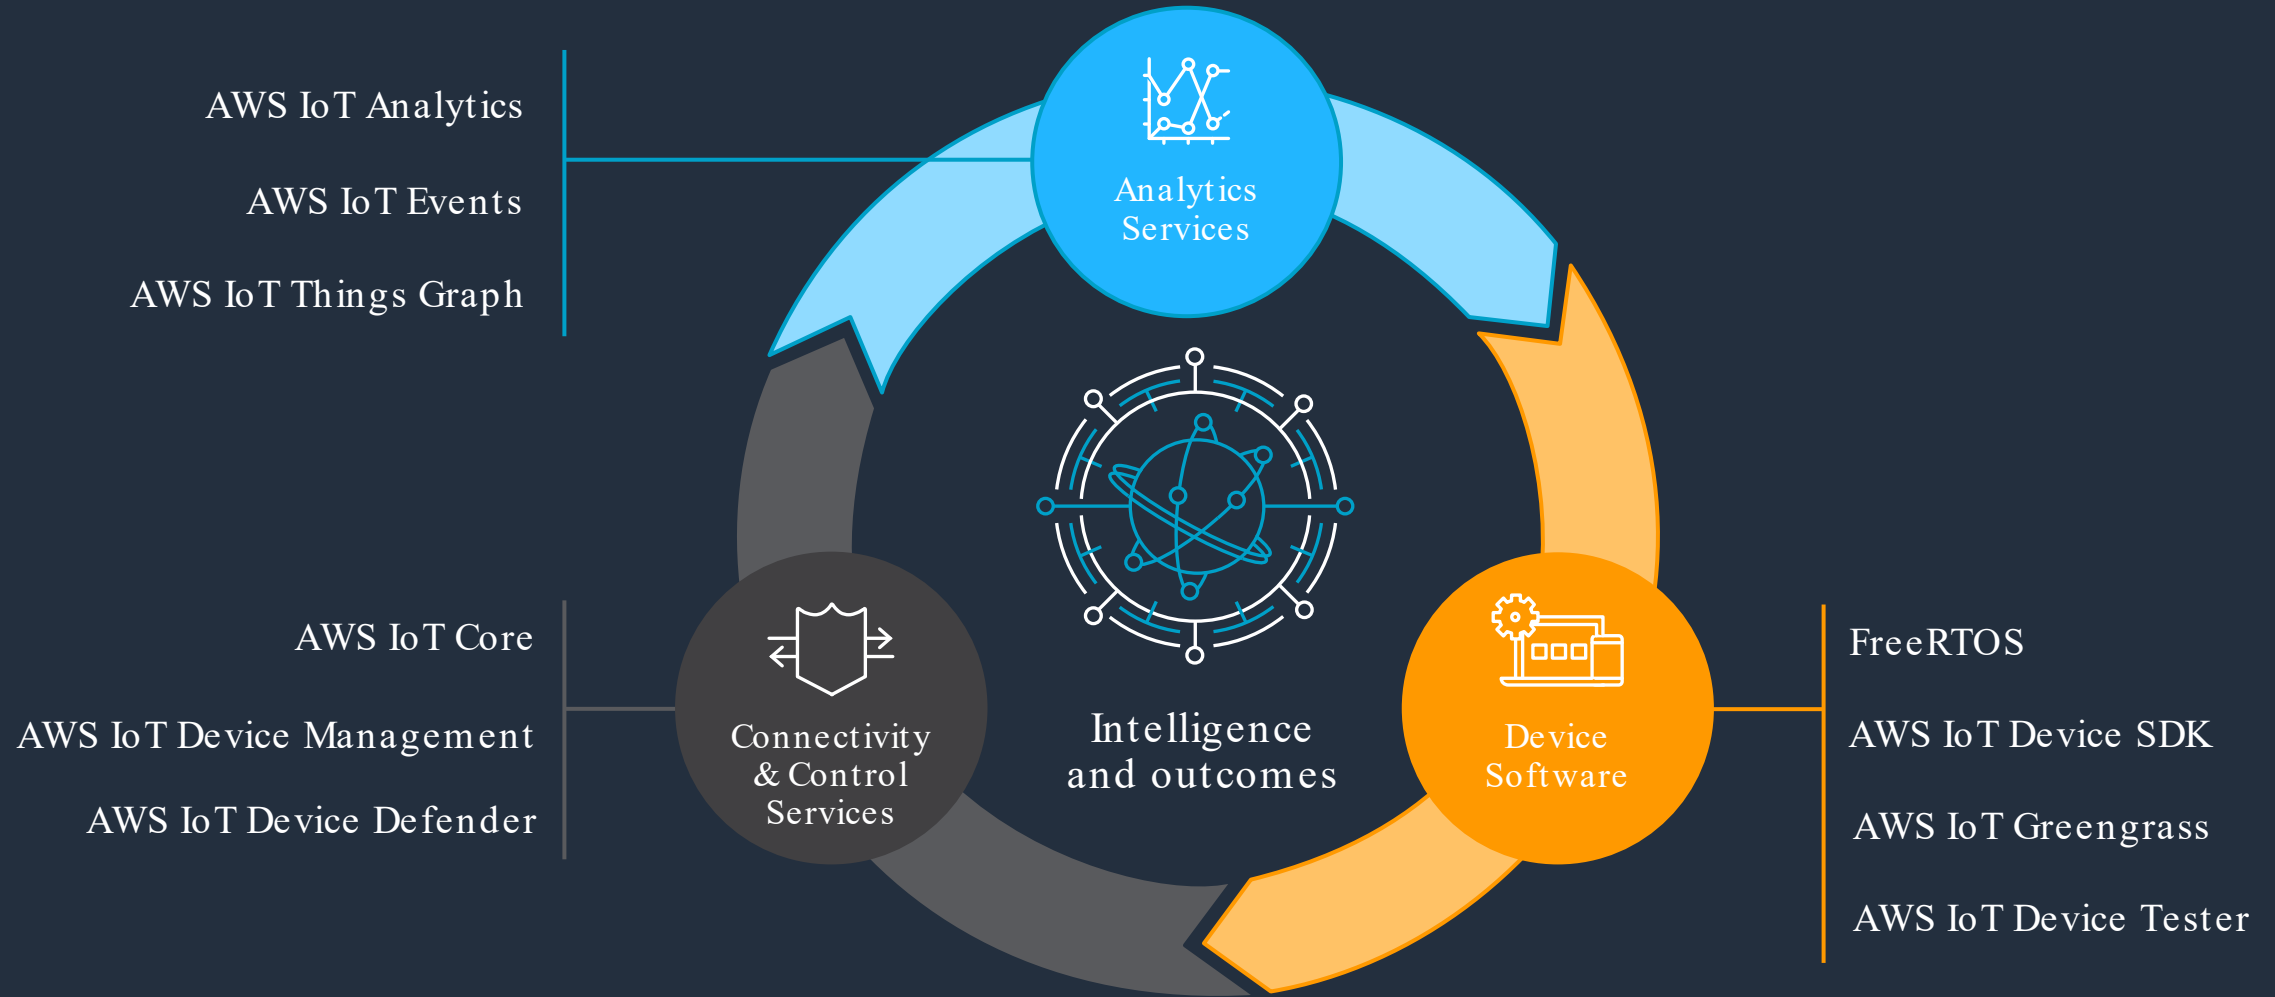 AWS IoT Analytics
AWS IoT Events
AWS IoT Things Graph
Analytics
Services
AWS IoT Core
AWS IoT Device Management
AWS IoT Device Defender
Connectivity
& Control
Services
Intelligence
and outcomes
Device
Software
FreeRTOS
AWS IoT Device SDK
AWS IoT Greengrass
AWS IoT Device Tester